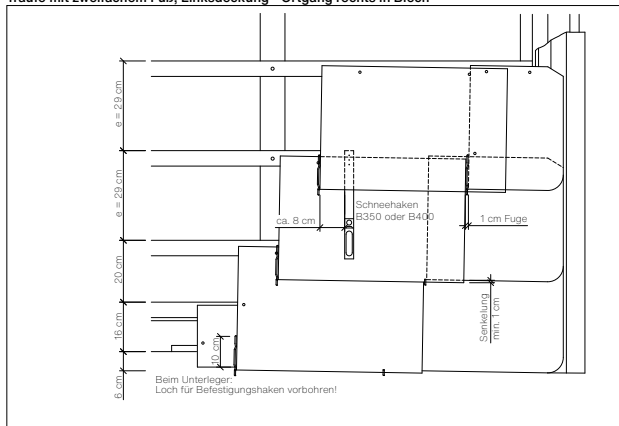 Traufe mit zweifachem Fuß, Linksdeckung - Ortgang rechts in Blech
e = 29 cm
e = 29 cm
20 cm
16 cm
6 cm
10 cm
ca. 8 cm
Schneehaken
B350 oder B400
1 cm Fuge
Senkelung
min. 1 cm
Beim Unterleger:
Loch für Befestigungshaken vorbohren!